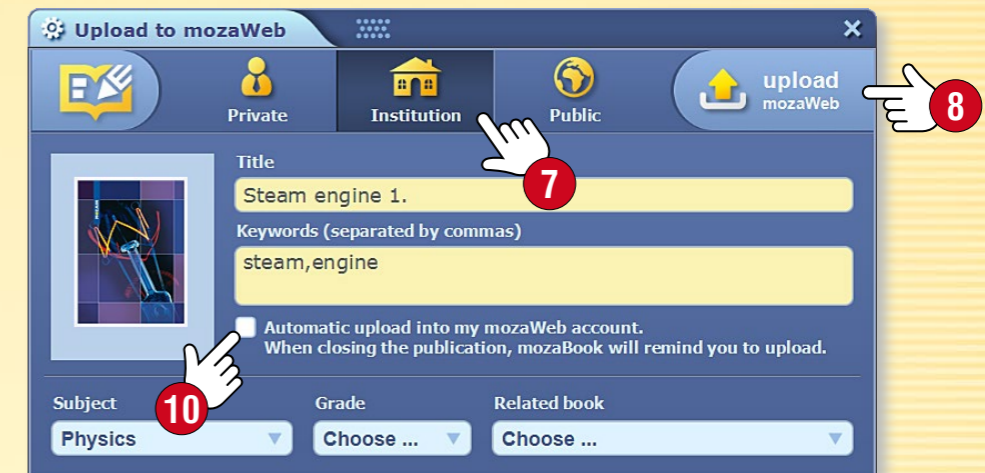 Upload to mozaWeb
Private
Institution
Public
upload
mozaWeb
8
7
Title
Steam engine 1.
Keywords (separated by commas)
steam,engine
Automatic upload into my mozaWeb account.
When closing the publication, mozaBook will remind you to upload.
10
Subject
Grade
Related book
Physics
Choose ...
Choose ...